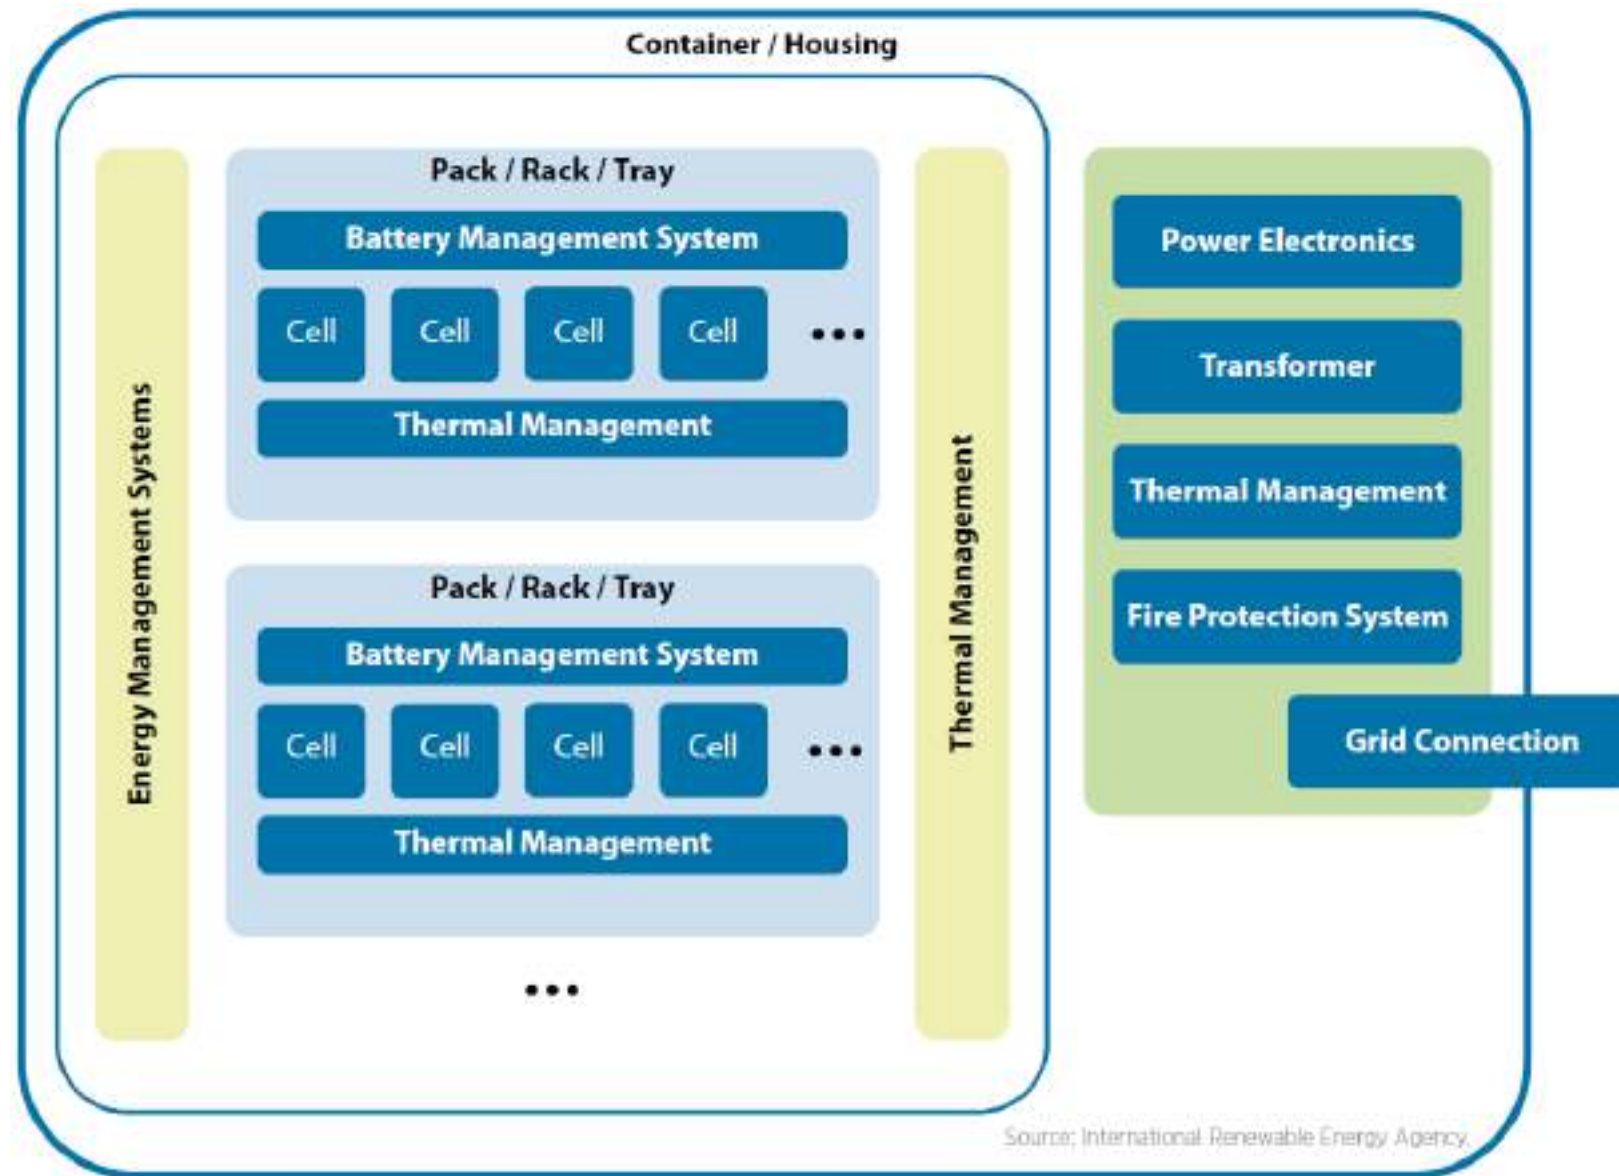 Container / Housing
Energy Management Systems
Pack / Rack / Tray
Battery Management System
Cell Cell Cell Cell •••
Thermal Management
Pack / Rack / Tray
Battery Management System
Cell Cell Cell Cell •••
Thermal Management
•••
Thermal Management
Power Electronics
Transformer
Thermal Management
Fire Protection System
Grid Connection
Source: International Renewable Energy Agency.